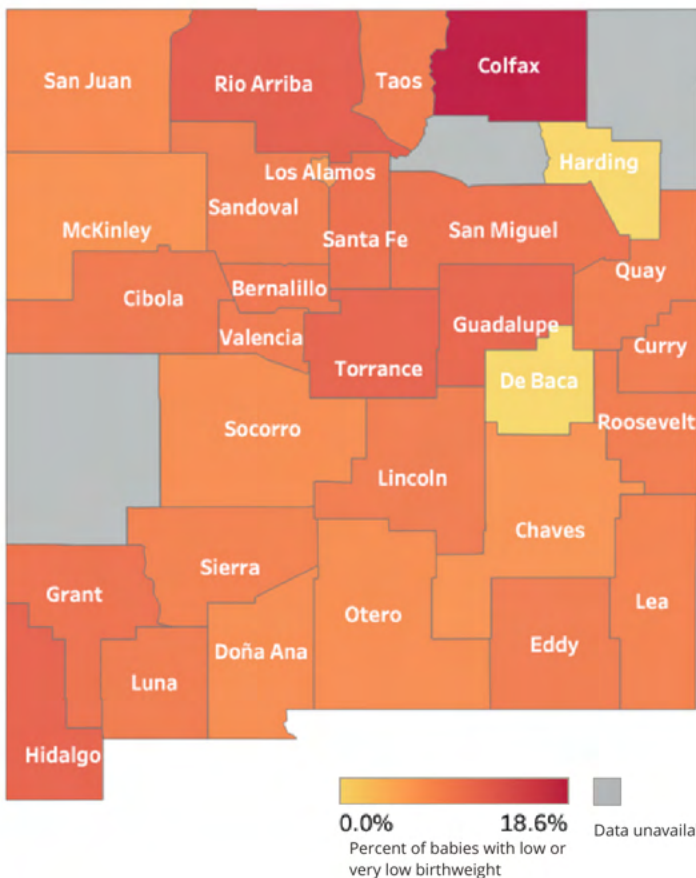 San Juan
Rio Arriba
Taos
Colfax
Los Alamos
Harding
Sandoval
McKinley
Santa Fe
San Miguel
Quay
Cibola
Bernalillo
Valencia
Guadalupe
Curry
Torrance
De Baca
Socorro
Roosevelt
Lincoln
Chaves
Sierra
Grant
Lea
Otero
Doña Ana
Eddy
Luna
Hidalgo
0.0% 18.6% Data unavaila
Percent of babies with low or
very low birthweight